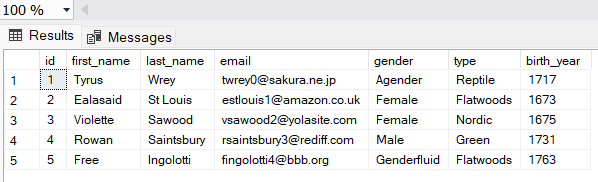 100 %
Results Messages
id first_name last_name email gender type birth_year
1 1 Tyrus Wrey twrey0@sakura.ne.jp Agender Reptile 1717
2 2 Ealasaid St Louis estlouis1@amazon.co.uk Female Flatwoods 1673
3 3 Violette Sawood vsawood2@yolasite.com Female Nordic 1675
4 4 Rowan Saintsbury rsaintsbury3@rediff.com Male Green 1731
5 5 Free Ingolotti fingolotti4@bbb.org Genderfluid Flatwoods 1763